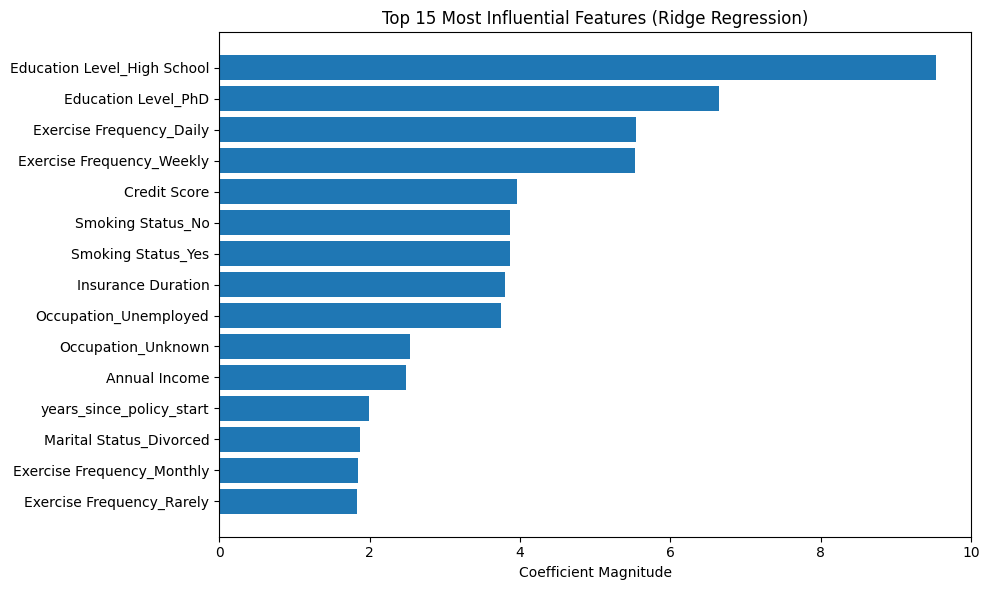 Top 15 Most Influential Features (Ridge Regression)
Education Level_High School
Education Level_PhD
Exercise Frequency_Daily
Exercise Frequency_Weekly
Credit Score
Smoking Status_No
Smoking Status_Yes
Insurance Duration
Occupation_Unemployed
Occupation_Unknown
Annual Income
years_since_policy_start
Marital Status_Divorced
Exercise Frequency_Monthly
Exercise Frequency_Rarely
0 2 4 6 8 10
Coefficient Magnitude